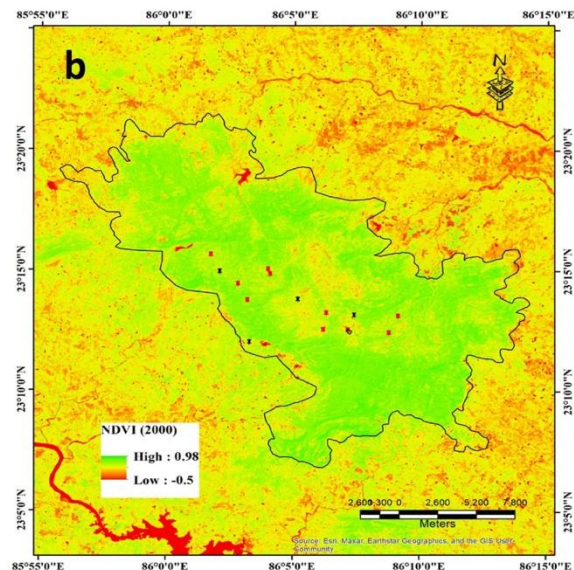 85°55'0"E 86°0'0"E 86°5'0"E 86°10'0"E 86°15'0"E
b
N
23°20'0"N 23°20'0"N
23°15'0"N 23°15'0"N
23°10'0"N 23°10'0"N
NDVI (2000)
High : 0.98
Low : -0.5
23°5'0"N 23°5'0"N
2,600 1,300 0 2,600 5,200 7,800
Meters
Source: Esri, Maxar, Earthstar Geographics, and the GIS User
Community
85°55'0"E 86°0'0"E 86°5'0"E 86°10'0"E 86°15'0"E